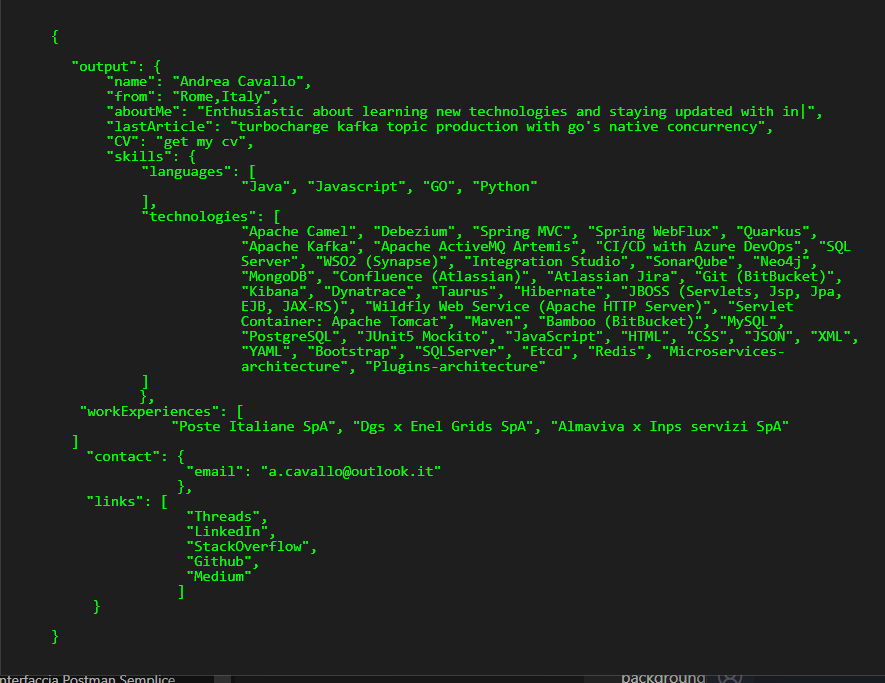 {
"output": {
"name": "Andrea Cavallo",
"from": "Rome,Italy",
"aboutMe": "Enthusiastic about learning new technologies and staying updated with in|",
"lastArticle": "turbocharge kafka topic production with go's native concurrency",
"CV": "get my cv",
"skills": {
"languages": [
"Java", "Javascript", "GO", "Python"
],
"technologies": [
"Apache Camel", "Debezium", "Spring MVC", "Spring WebFlux", "Quarkus",
"Apache Kafka", "Apache ActiveMQ Artemis", "CI/CD with Azure DevOps", "SQL
Server", "WSO2 (Synapse)", "Integration Studio", "SonarQube", "Neo4j",
"MongoDB", "Confluence (Atlassian)", "Atlassian Jira", "Git (BitBucket)",
"Kibana", "Dynatrace", "Taurus", "Hibernate", "JBOSS (Servlets, Jsp, Jpa,
EJB, JAX-RS)", "Wildfly Web Service (Apache HTTP Server)", "Servlet
Container: Apache Tomcat", "Maven", "Bamboo (BitBucket)", "MySQL",
"PostgreSQL", "JUnit5 Mockito", "JavaScript", "HTML", "CSS", "JSON", "XML",
"YAML", "Bootstrap", "SQLServer", "Etcd", "Redis", "Microservices-
architecture", "Plugins-architecture"
]
},
"workExperiences": [
"Poste Italiane SpA", "Dgs x Enel Grids SpA", "Almaviva x Inps servizi SpA"
]
"contact": {
"email": "a.cavallo@outlook.it"
},
"links": [
"Threads",
"LinkedIn",
"StackOverflow",
"Github",
"Medium"
]
}
}
nterfaccia Postman Semplice background